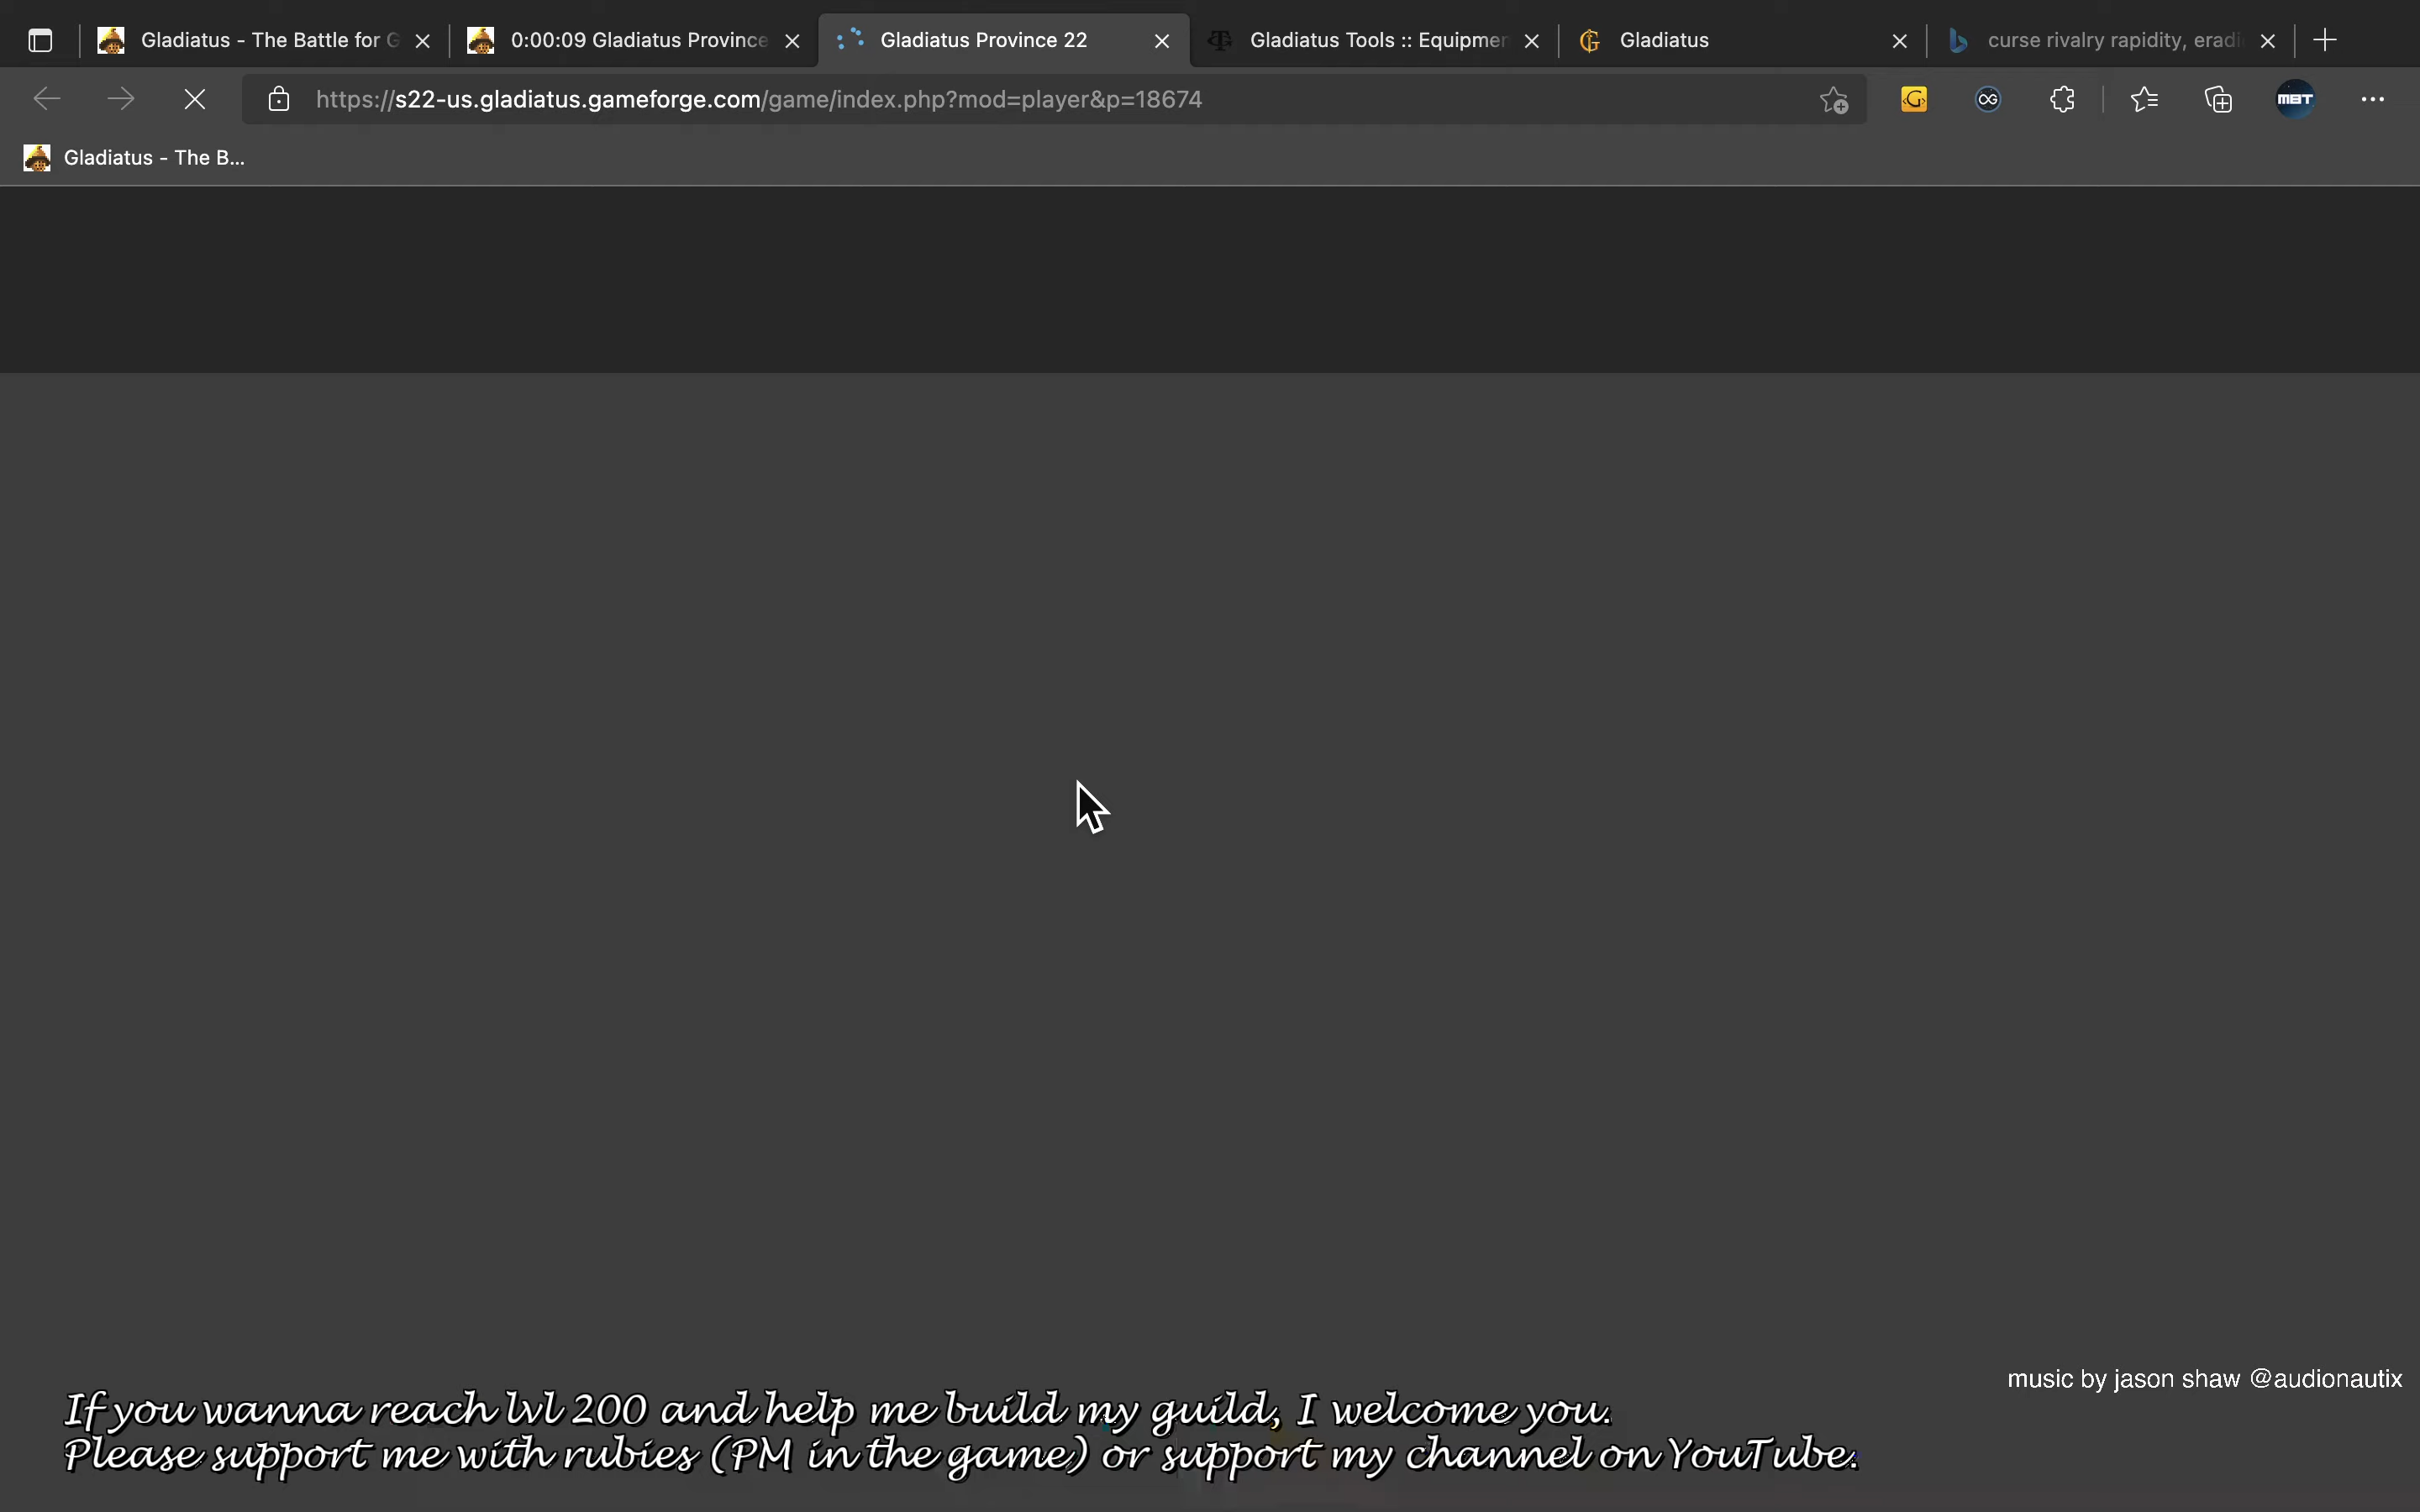 Gladiatus - The Battle for G
0:00:09 Gladiatus Province
Gladiatus Province 22
Gladiatus Tools :: Equipmen
Gladiatus
curse rivalry rapidity, eradi
https://s22-us.gladiatus.gameforge.com/game/index.php?mod=player&p=18674
MBT
Gladiatus - The B...
music by jason shaw @audionautix
If you wanna reach lvl 200 and help me build my guild, I welcome you.
Please support me with rubies (PM in the game) or support my channel on YouTube.